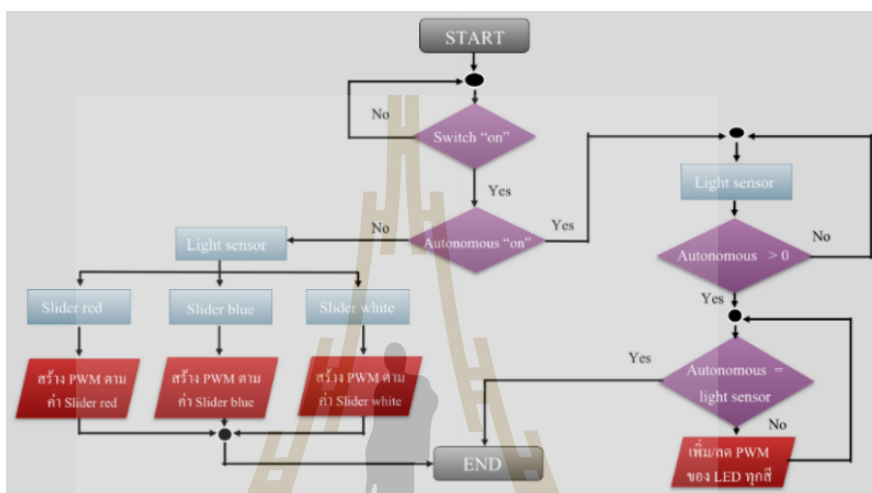 START
No
Switch “on”
Yes
Light sensor
No
Autonomous “on”
Yes
Light sensor
Autonomous > 0
No
Yes
Slider red
Slider blue
Slider white
สร้าง PWM ตาม
ค่า Slider red
สร้าง PWM ตาม
ค่า Slider blue
สร้าง PWM ตาม
ค่า Slider white
Yes
Autonomous =
light sensor
No
END
เพิ่ม/ลด PWM
ของ LED ทุกสี